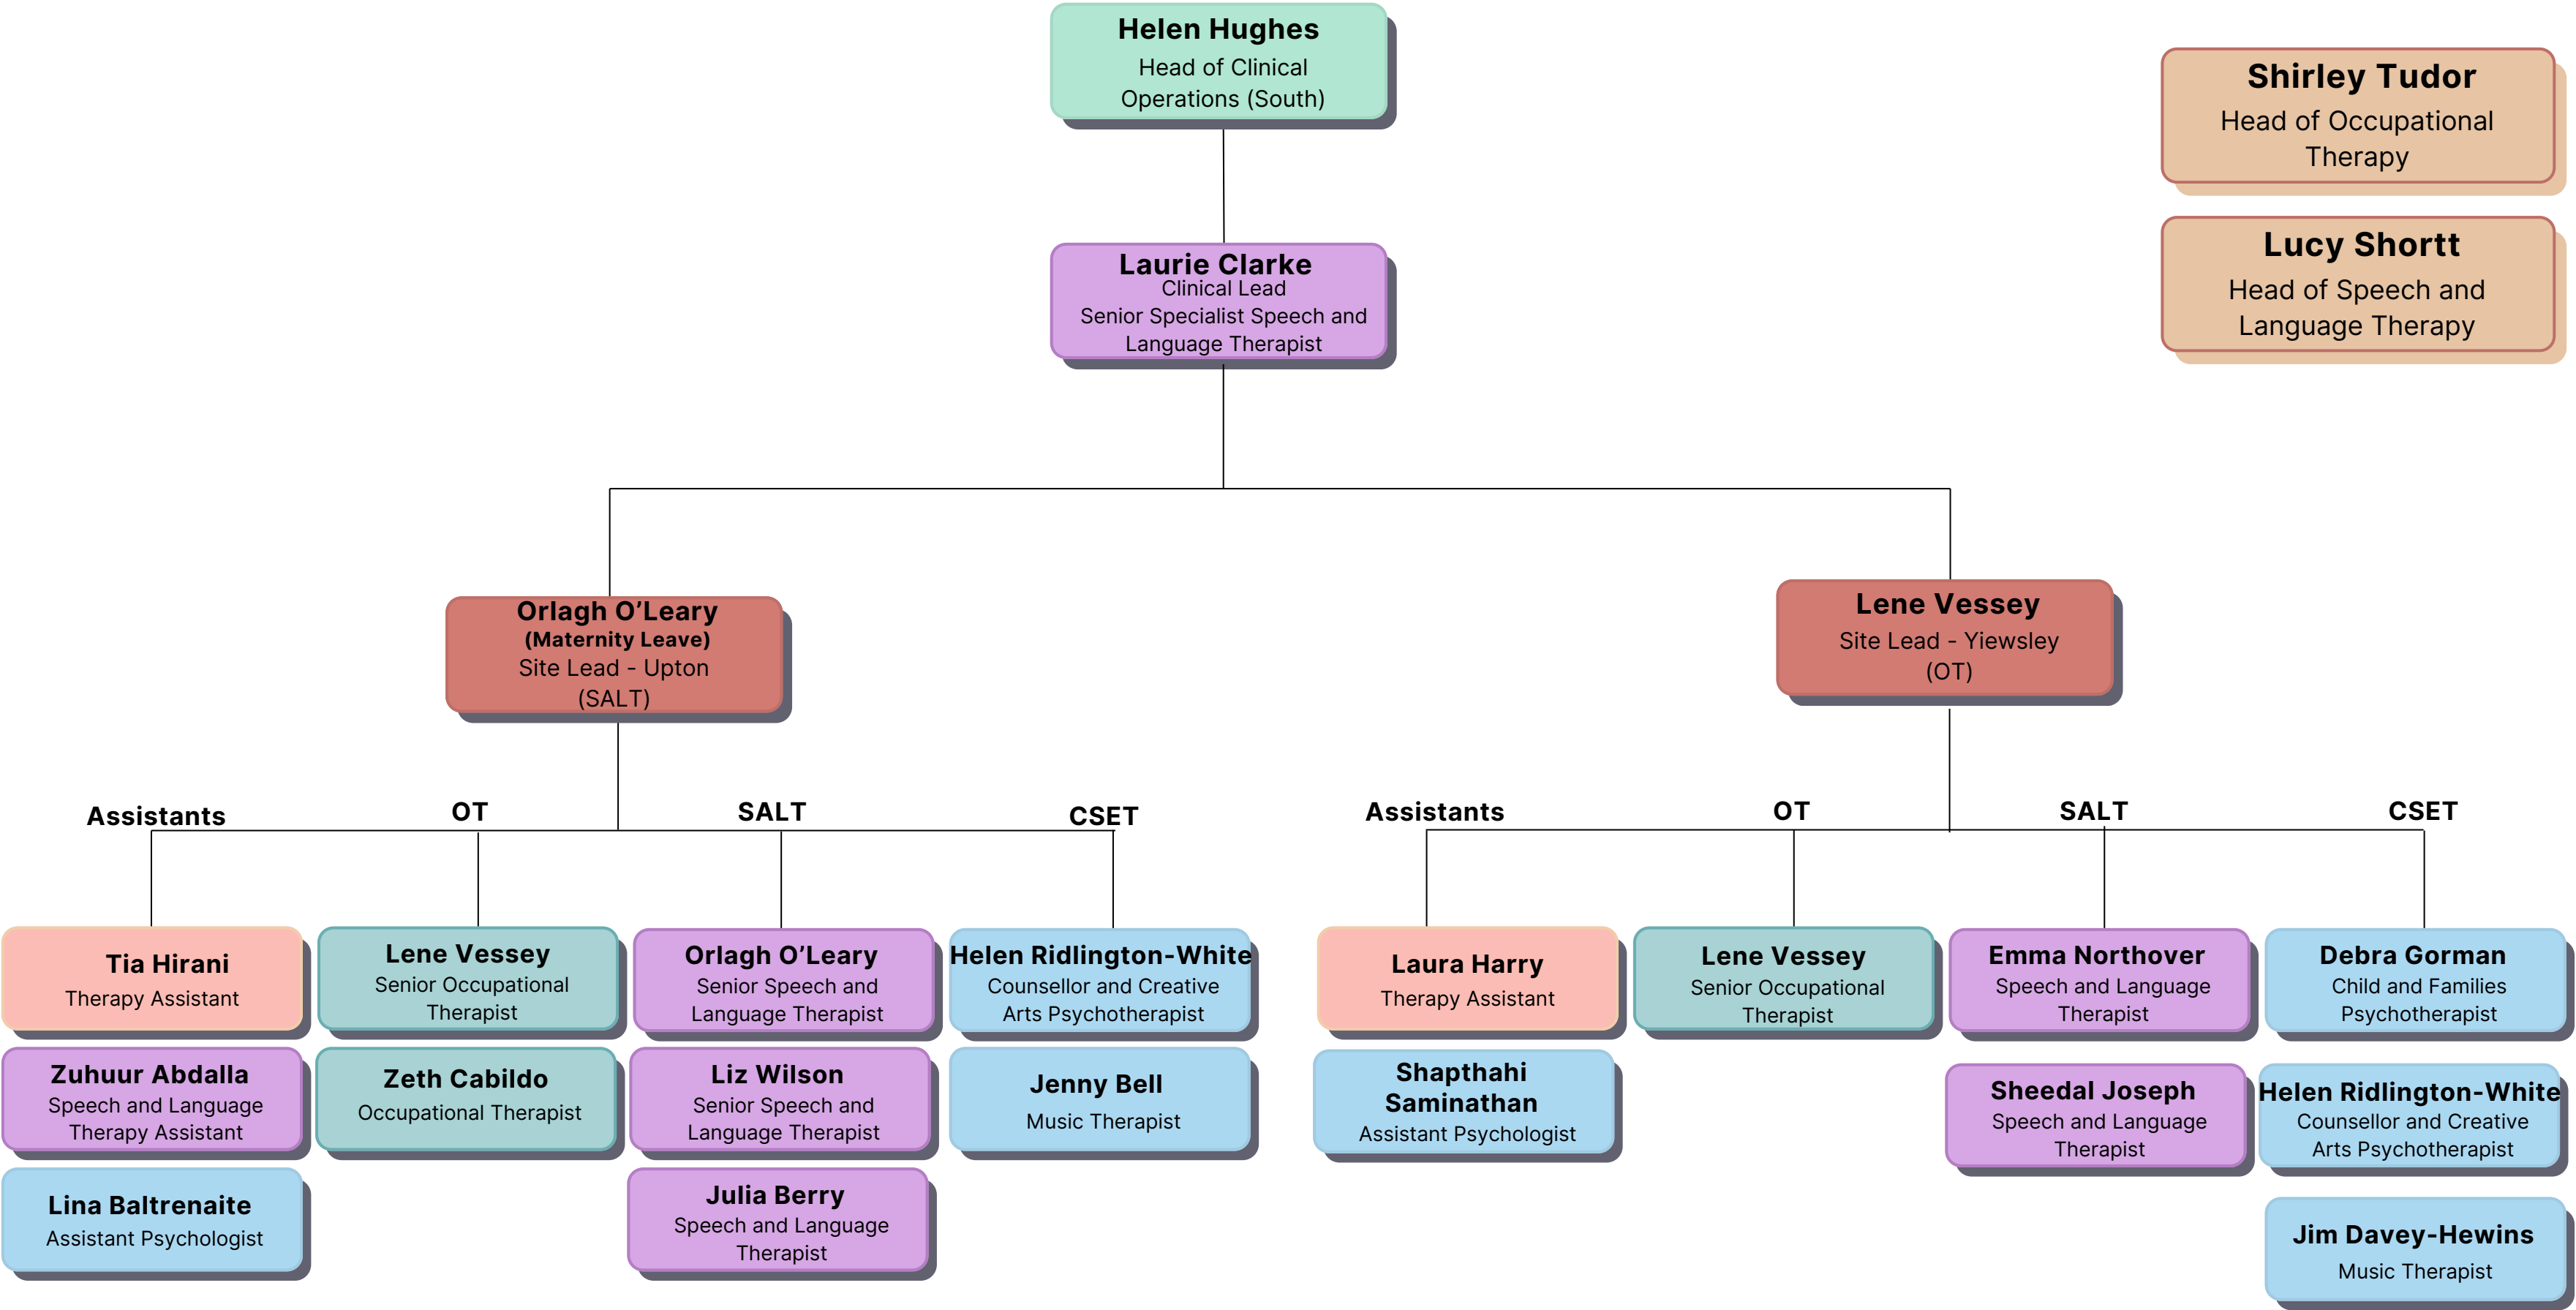 Helen Hughes
Head of Clinical
Operations (South)
Shirley Tudor
Head of Occupational
Therapy
Lucy Shortt
Head of Speech and
Language Therapy
Laurie Clarke
Clinical Lead
Senior Specialist Speech and
Language Therapist
Orlagh O’Leary
(Maternity Leave)
Site Lead - Upton
(SALT)
Lene Vessey
Site Lead - Yiewsley
(OT)
Assistants
OT
SALT
CSET
Tia Hirani
Therapy Assistant
Zuhuur Abdalla
Speech and Language
Therapy Assistant
Lina Baltrenaite
Assistant Psychologist
Lene Vessey
Senior Occupational
Therapist
Zeth Cabildo
Occupational Therapist
Orlagh O’Leary
Senior Speech and
Language Therapist
Liz Wilson
Senior Speech and
Language Therapist
Julia Berry
Speech and Language
Therapist
Helen Ridlington-White
Counsellor and Creative
Arts Psychotherapist
Jenny Bell
Music Therapist
Assistants
OT
SALT
CSET
Laura Harry
Therapy Assistant
Shapthahi
Saminathan
Assistant Psychologist
Lene Vessey
Senior Occupational
Therapist
Emma Northover
Speech and Language
Therapist
Sheedal Joseph
Speech and Language
Therapist
Debra Gorman
Child and Families
Psychotherapist
Helen Ridlington-White
Counsellor and Creative
Arts Psychotherapist
Jim Davey-Hewins
Music Therapist